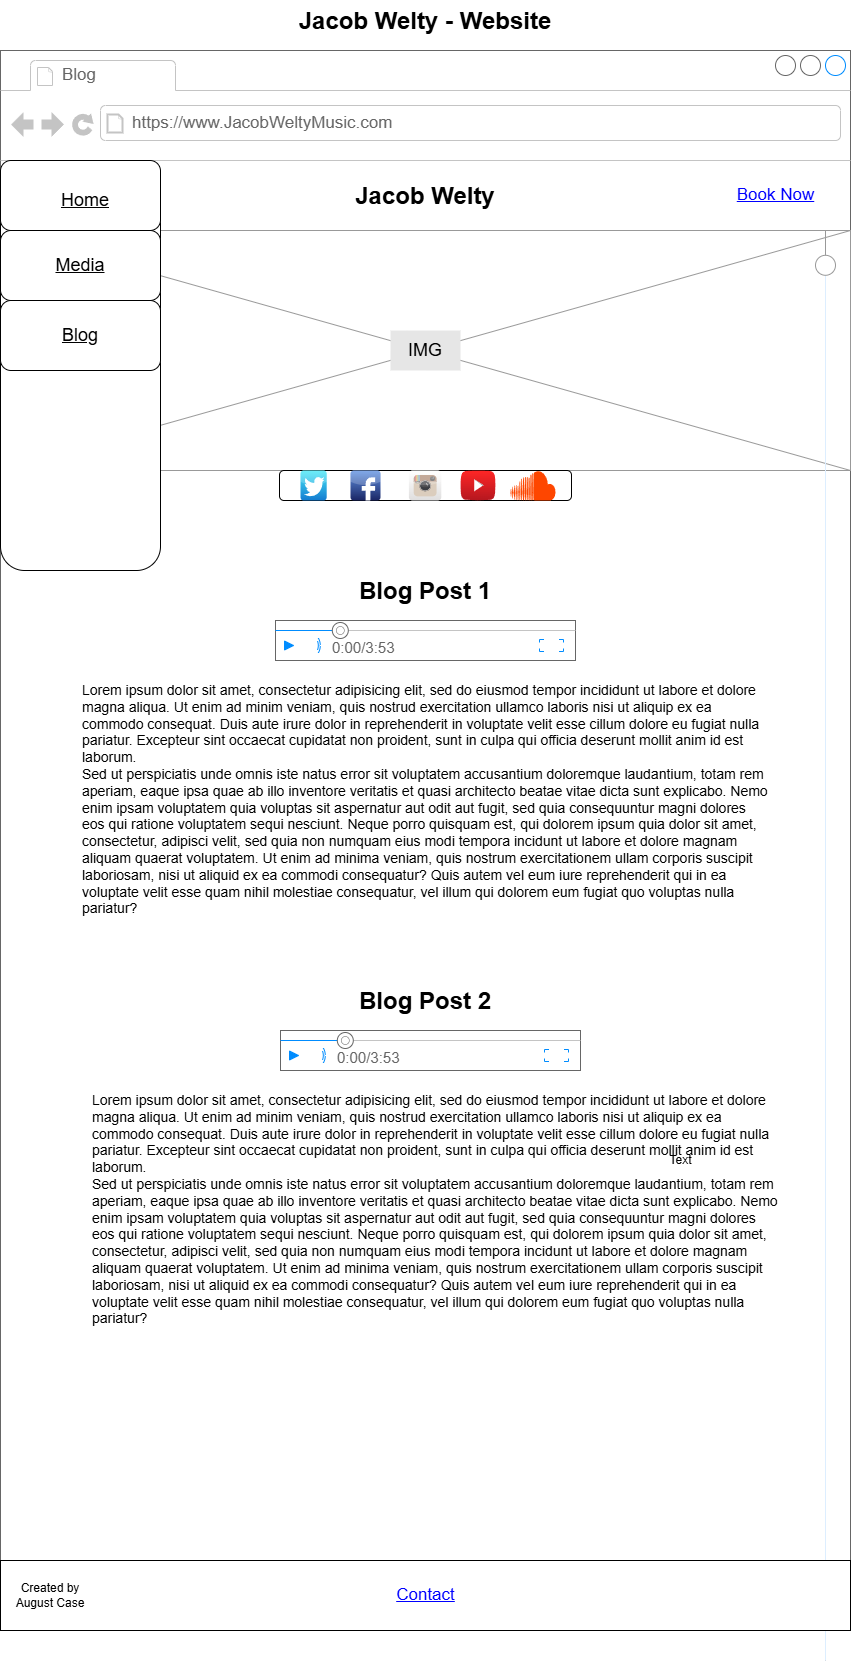 Jacob Welty - Website
Blog
https://www.JacobWeltyMusic.com
Home
Jacob Welty
Book Now
Media
Blog
IMG
Blog Post 1
0:00/3:53
Lorem ipsum dolor sit amet, consectetur adipisicing elit, sed do eiusmod tempor incididunt ut labore et dolore
magna aliqua. Ut enim ad minim veniam, quis nostrud exercitation ullamco laboris nisi ut aliquip ex ea
commodo consequat. Duis aute irure dolor in reprehenderit in voluptate velit esse cillum dolore eu fugiat nulla
pariatur. Excepteur sint occaecat cupidatat non proident, sunt in culpa qui officia deserunt mollit anim id est
laborum.
Sed ut perspiciatis unde omnis iste natus error sit voluptatem accusantium doloremque laudantium, totam rem
aperiam, eaque ipsa quae ab illo inventore veritatis et quasi architecto beatae vitae dicta sunt explicabo. Nemo
enim ipsam voluptatem quia voluptas sit aspernatur aut odit aut fugit, sed quia consequuntur magni dolores
eos qui ratione voluptatem sequi nesciunt. Neque porro quisquam est, qui dolorem ipsum quia dolor sit amet,
consectetur, adipisci velit, sed quia non numquam eius modi tempora incidunt ut labore et dolore magnam
aliquam quaerat voluptatem. Ut enim ad minima veniam, quis nostrum exercitationem ullam corporis suscipit
laboriosam, nisi ut aliquid ex ea commodi consequatur? Quis autem vel eum iure reprehenderit qui in ea
voluptate velit esse quam nihil molestiae consequatur, vel illum qui dolorem eum fugiat quo voluptas nulla
pariatur?
Blog Post 2
0:00/3:53
Lorem ipsum dolor sit amet, consectetur adipisicing elit, sed do eiusmod tempor incididunt ut labore et dolore
magna aliqua. Ut enim ad minim veniam, quis nostrud exercitation ullamco laboris nisi ut aliquip ex ea
commodo consequat. Duis aute irure dolor in reprehenderit in voluptate velit esse cillum dolore eu fugiat nulla
pariatur. Excepteur sint occaecat cupidatat non proident, sunt in culpa qui officia deserunt mollit anim id est
Text
laborum.
Sed ut perspiciatis unde omnis iste natus error sit voluptatem accusantium doloremque laudantium, totam rem
aperiam, eaque ipsa quae ab illo inventore veritatis et quasi architecto beatae vitae dicta sunt explicabo. Nemo
enim ipsam voluptatem quia voluptas sit aspernatur aut odit aut fugit, sed quia consequuntur magni dolores
eos qui ratione voluptatem sequi nesciunt. Neque porro quisquam est, qui dolorem ipsum quia dolor sit amet,
consectetur, adipisci velit, sed quia non numquam eius modi tempora incidunt ut labore et dolore magnam
aliquam quaerat voluptatem. Ut enim ad minima veniam, quis nostrum exercitationem ullam corporis suscipit
laboriosam, nisi ut aliquid ex ea commodi consequatur? Quis autem vel eum iure reprehenderit qui in ea
voluptate velit esse quam nihil molestiae consequatur, vel illum qui dolorem eum fugiat quo voluptas nulla
pariatur?
Created by
August Case
Contact